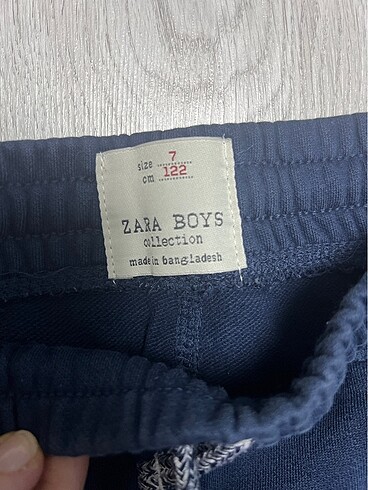 size 7
cm 122
ZARA BOYS
collection
made in bangladesh